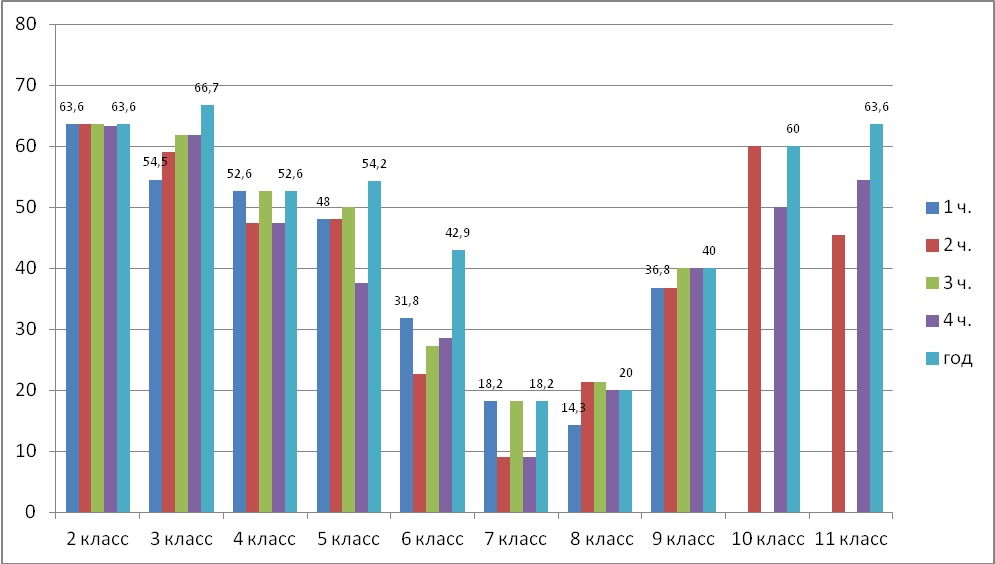 80
70
60
50
40
30
20
10
0
63,6
63,6
54,5
66,7
52,6
52,6
48
54,2
31,8
42,9
18,2
18,2
14,3
20
36,8
40
60
63,6
2 класс
3 класс
4 класс
5 класс
6 класс
7 класс
8 класс
9 класс
10 класс
11 класс
1 ч.
2 ч.
3 ч.
4 ч.
год